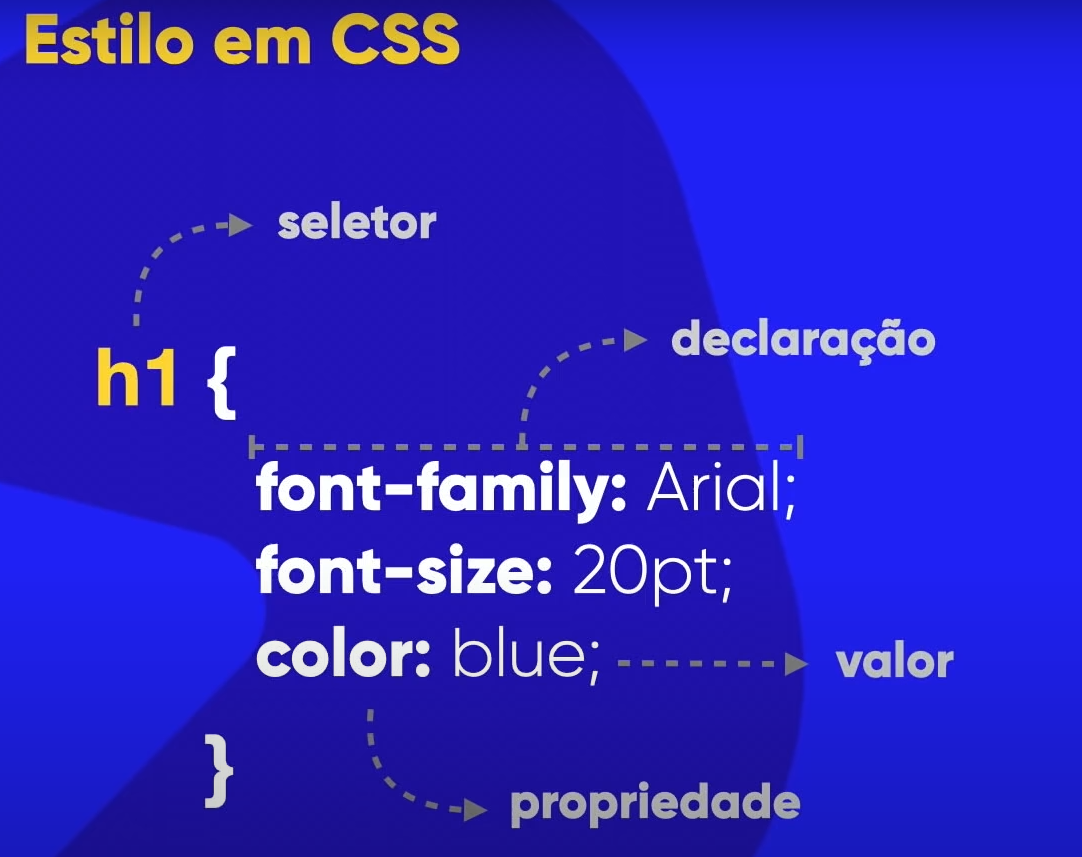 Estilo em CSS
seletor
declaração
h1 {
font-family: Arial;
font-size: 20pt;
color: blue;
valor
}
propriedade